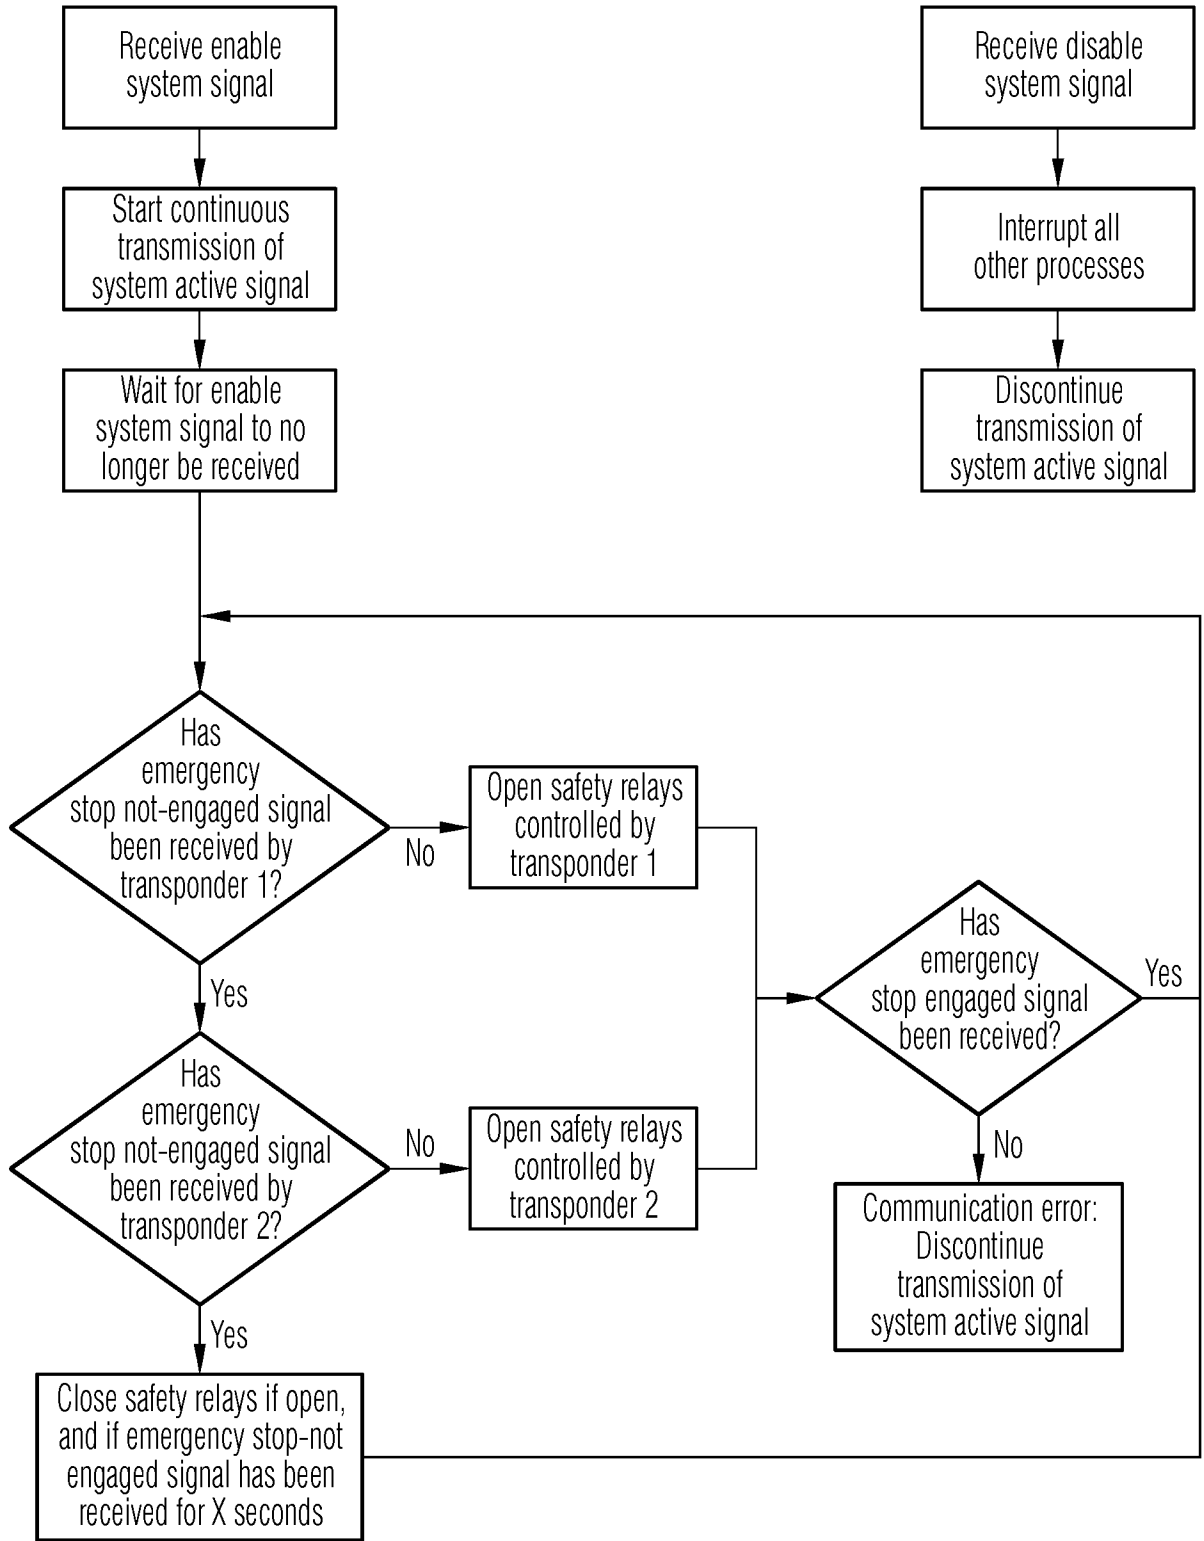 Receive enable
system signal
Receive disable
system signal
Start continuous
transmission of
system active signal
Interrupt all
other processes
Wait for enable
system signal to no
longer be received
Discontinue
transmission of
system active signal
Has
emergency
stop not-engaged signal
been received by
transponder 1?
No
Open safety relays
controlled by
transponder 1
Yes
Has
emergency
stop engaged signal
been received?
Yes
Has
emergency
stop not-engaged signal
been received by
transponder 2?
No
Open safety relays
controlled by
transponder 2
No
Communication error:
Discontinue
transmission of
system active signal
Yes
Close safety relays if open,
and if emergency stop-not
engaged signal has been
received for X seconds